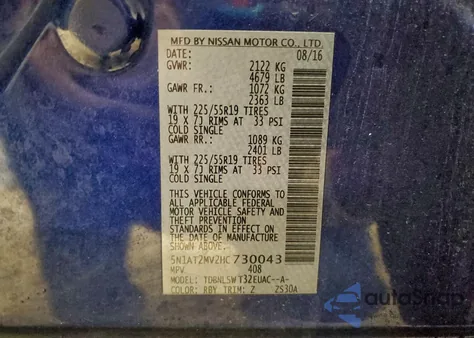 MFD BY NISSAN MOTOR CO., LTD.
DATE: 08/16
GVWR: 2122 KG
4679 LB
GAWR FR.: 1072 KG
2363 LB
WITH 225/55R19 TIRES
19 x 7J RIMS AT 33 PSI
COLD SINGLE
GAWR RR.: 1089 KG
2401 LB
WITH 225/55R19 TIRES
19 x 7J RIMS AT 33 PSI
COLD SINGLE
THIS VEHICLE CONFORMS TO
ALL APPLICABLE FEDERAL
MOTOR VEHICLE SAFETY AND
THEFT PREVENTION
STANDARDS IN EFFECT ON THE
DATE OF MANUFACTURE
SHOWN ABOVE.
5N1AT2MV2HC730043
MPV 408
MODEL: T32EUAC--A-
COLOR: RBY TRIM: Z 2530A
autoSnap